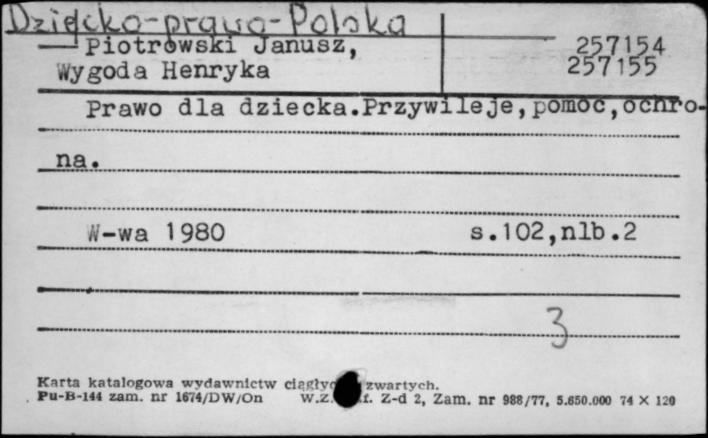 Dziecko-prawo-Polska
Piotrowski Janusz, 257154
Wygoda Henryka 257155
Prawo dla dziecka.Przywileje,pomoc,ochro-
na.
W-wa 1980 s.102,nlb.2
3
Karta katalogowa wydawnictw zwartych.
Pu-B-144 zam. nr 1674/DW/On W.Z. f. Z-d 2, Zam. nr 988/77, 5.650.000 74 X 120